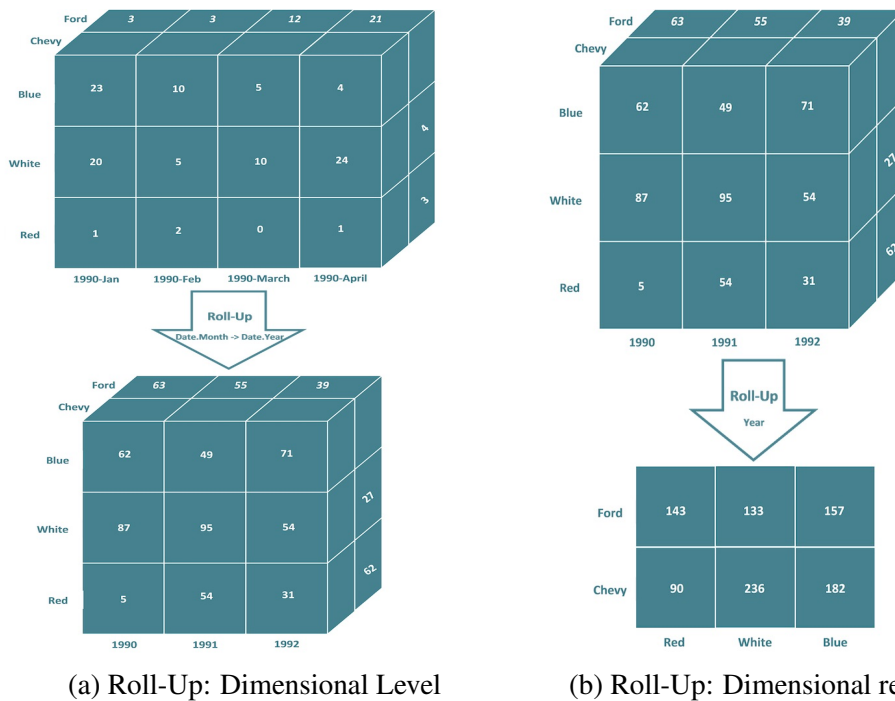 Ford 3 3 12 21
Chevy
Blue 23 10 5 4
4
White 20 5 10 24
3
Red 1 2 0 1
1990-Jan 1990-Feb 1990-March 1990-April
Roll-Up
Date.Month -> Date.Year
Ford 63 55 39
Chevy
Blue 62 49 71
27
White 87 95 54
62
Red 5 54 31
1990 1991 1992
(a) Roll-Up: Dimensional Level
Ford 63 55 39
Chevy
Blue 62 49 71
27
White 87 95 54
62
Red 5 54 31
1990 1991 1992
Roll-Up
Year
Ford 143 133 157
Chevy 90 236 182
Red White Blue
(b) Roll-Up: Dimensional re